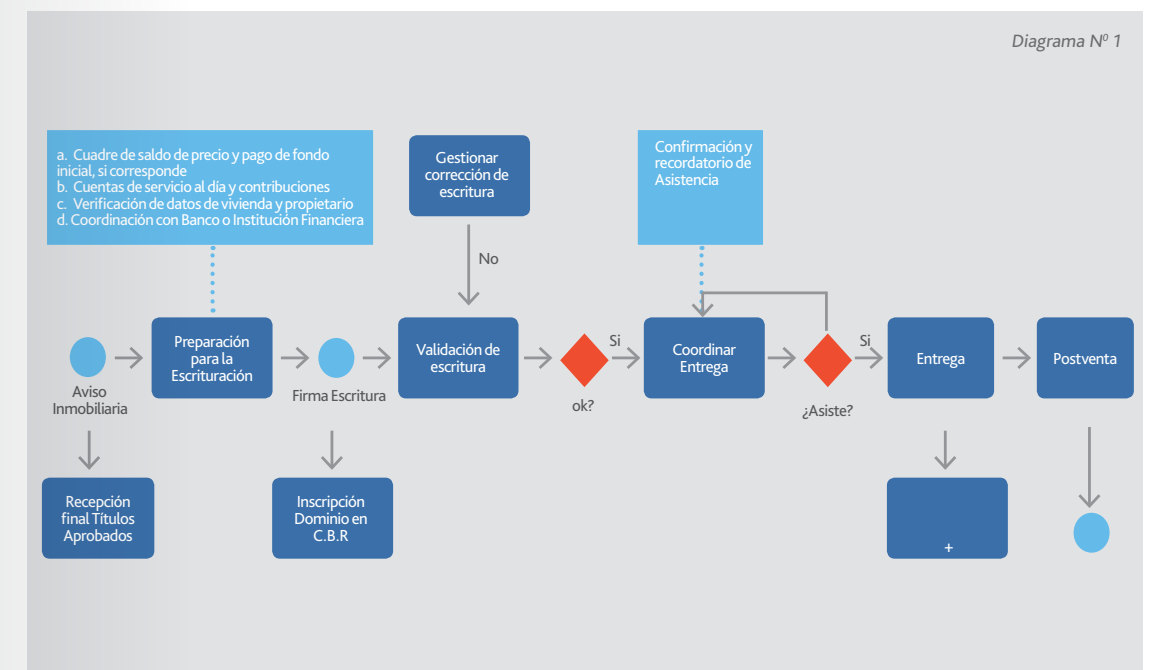 Diagrama Nº 1
a. Cuadre de saldo de precio y pago de fondo
inicial, si corresponde
b. Cuentas de servicio al día y contribuciones
c. Verificación de datos de vivienda y propietario
d. Coordinación con Banco o Institución Financiera
Gestionar
corrección de
escritura
Confirmación y
recordatorio de
Asistencia
No
Aviso
Inmobiliaria
Preparación
para la
Escrituración
Firma Escritura
Validación de
escritura
Si
ok?
Coordinar
Entrega
Si
¿Asiste?
Entrega
Postventa
Recepción
final Títulos
Aprobados
Inscripción
Dominio en
C.B.R
+